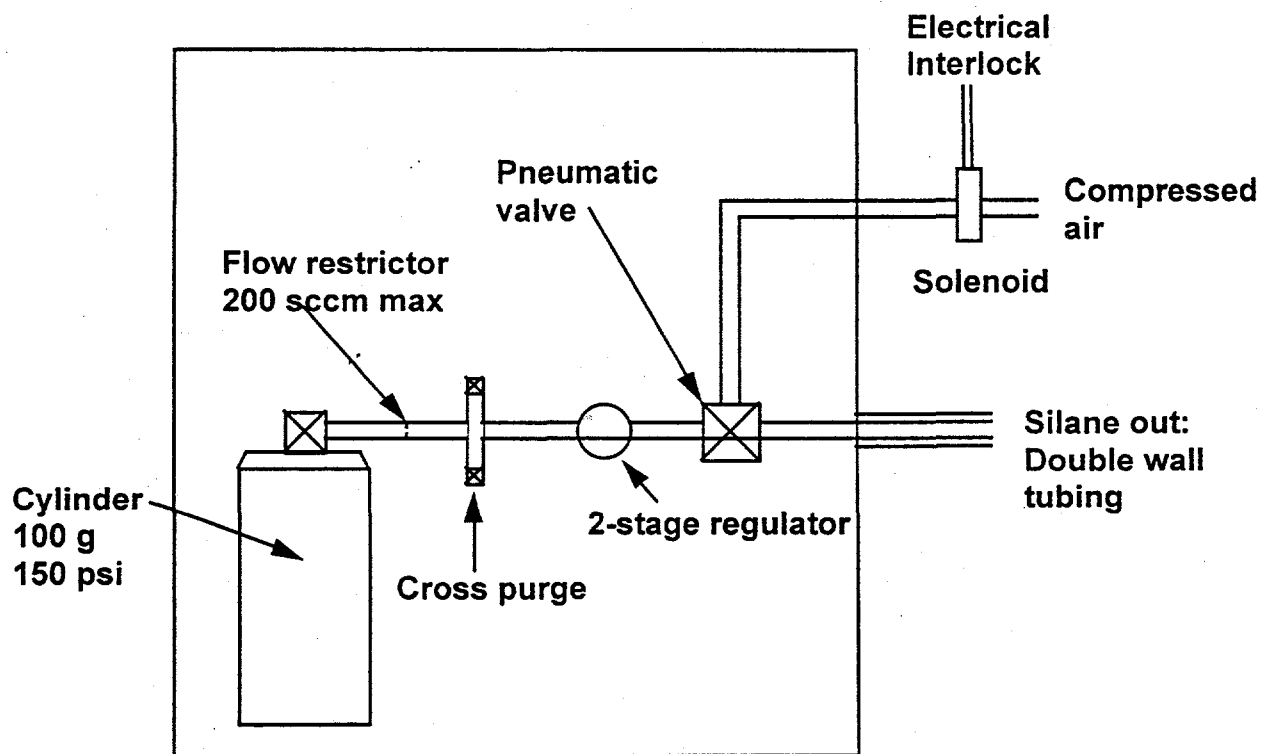 Electrical
Interlock
Pneumatic
valve
Compressed
air
Solenoid
Flow restrictor
200 sccm max
Silane out:
Double wall
tubing
Cylinder
100 g
150 psi
2-stage regulator
Cross purge